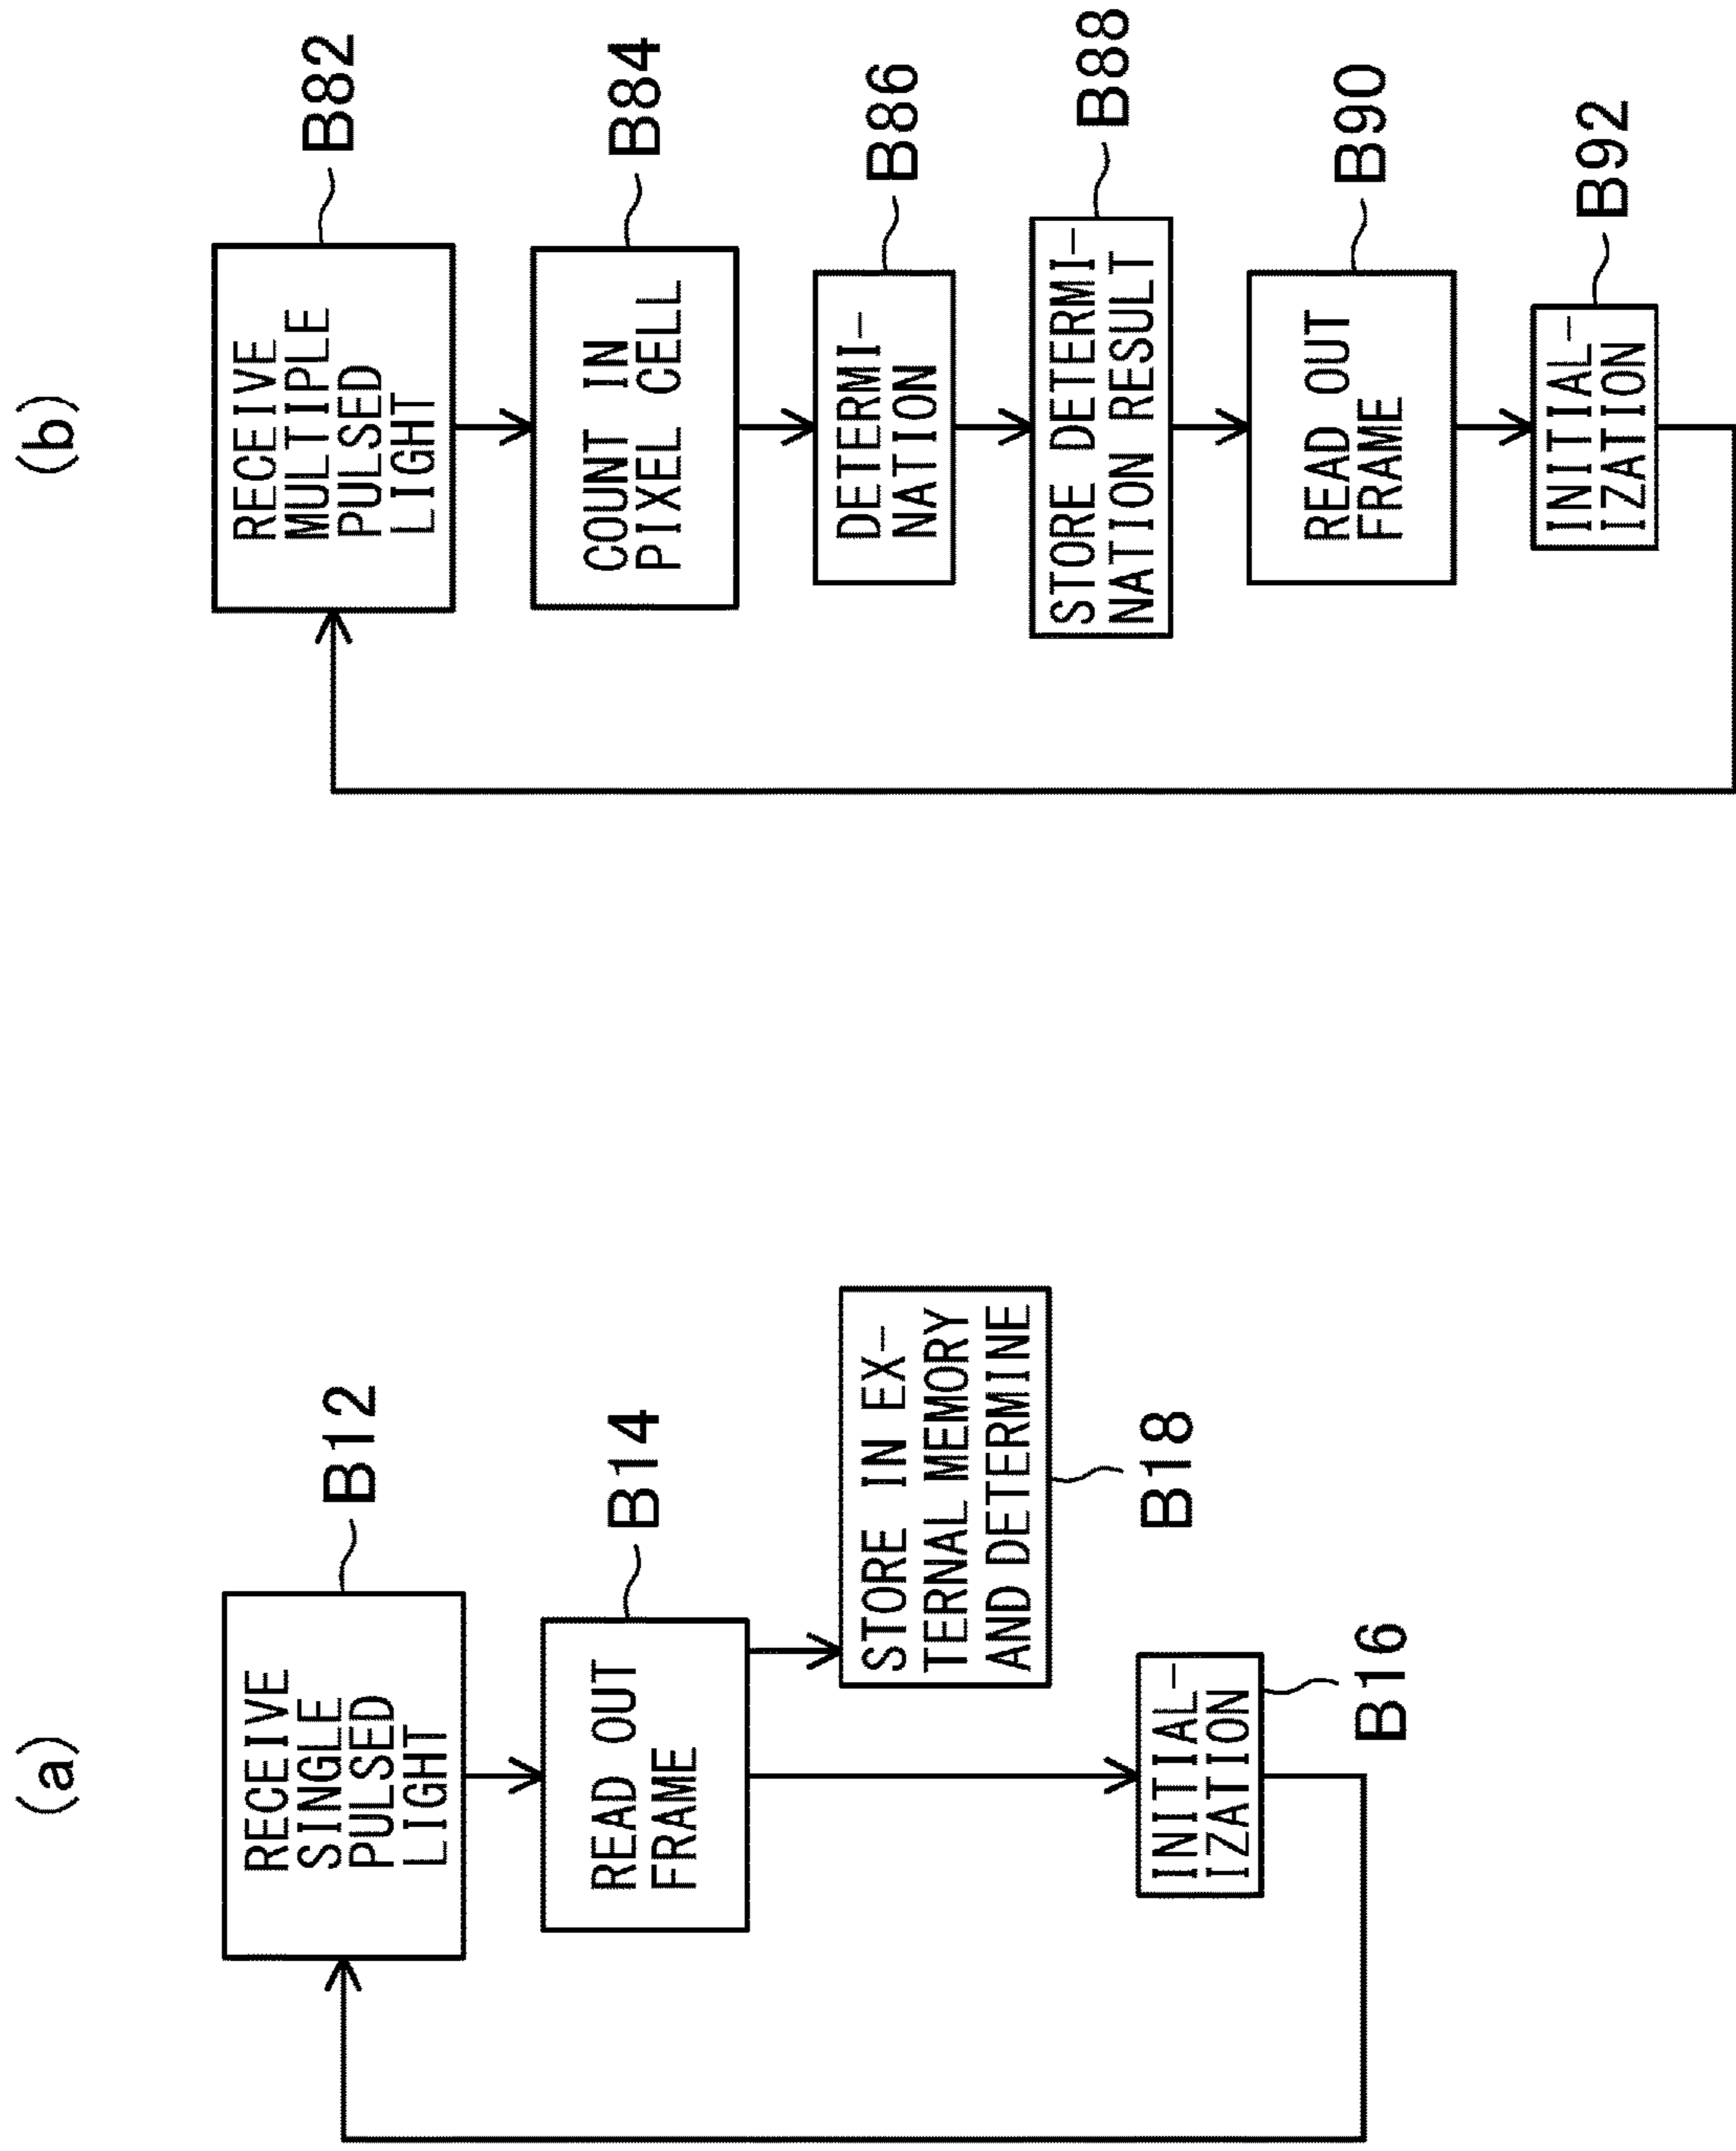 (a)
RECEIVE
SINGLE
PULSED
LIGHT
B12
READ OUT
FRAME
B14
STORE IN EX-
TERNAL MEMORY
AND DETERMINE
B18
INITIAL-
IZATION
B16
(b)
RECEIVE
MULTIPLE
PULSED
LIGHT
B82
COUNT IN
PIXEL CELL
B84
DETERMI-
NATION
B86
STORE DETERMI-
NATION RESULT
B88
READ OUT
FRAME
B90
INITIAL-
IZATION
B92